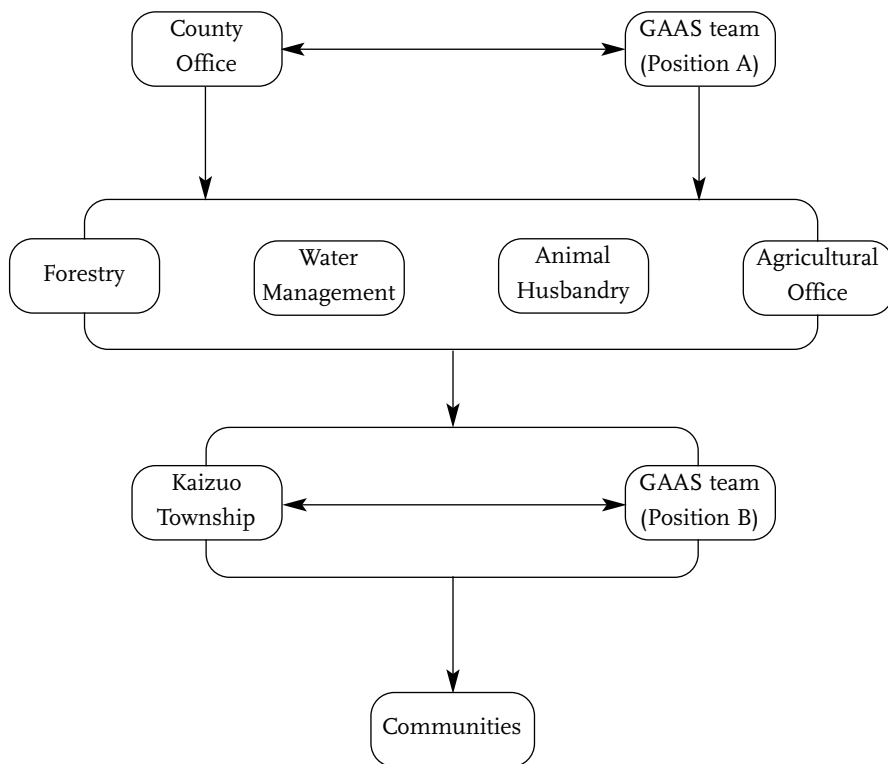 County
Office
GAAS team
(Position A)
Forestry
Water
Management
Animal
Husbandry
Agricultural
Office
Kaizuo
Township
GAAS team
(Position B)
Communities